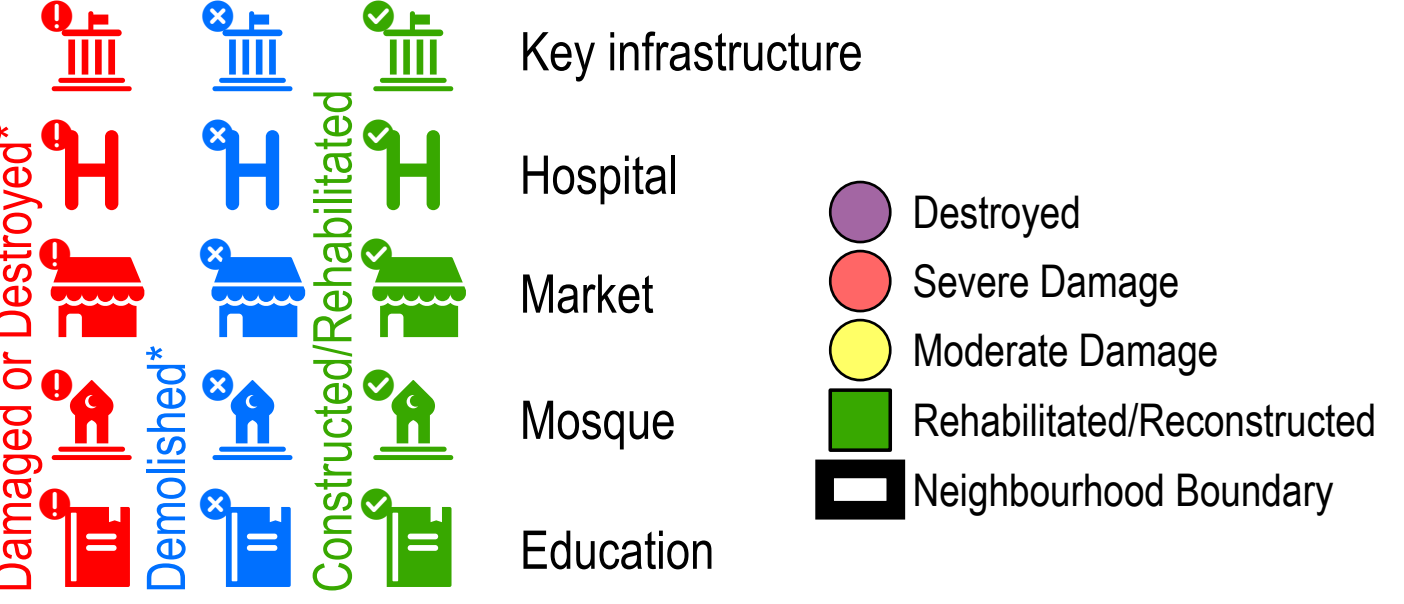 Damaged or Destroyed*
Demolished*
Constructed/Rehabilitated
Key infrastructure
Hospital
Market
Mosque
Education
Destroyed
Severe Damage
Moderate Damage
Rehabilitated/Reconstructed
Neighbourhood Boundary